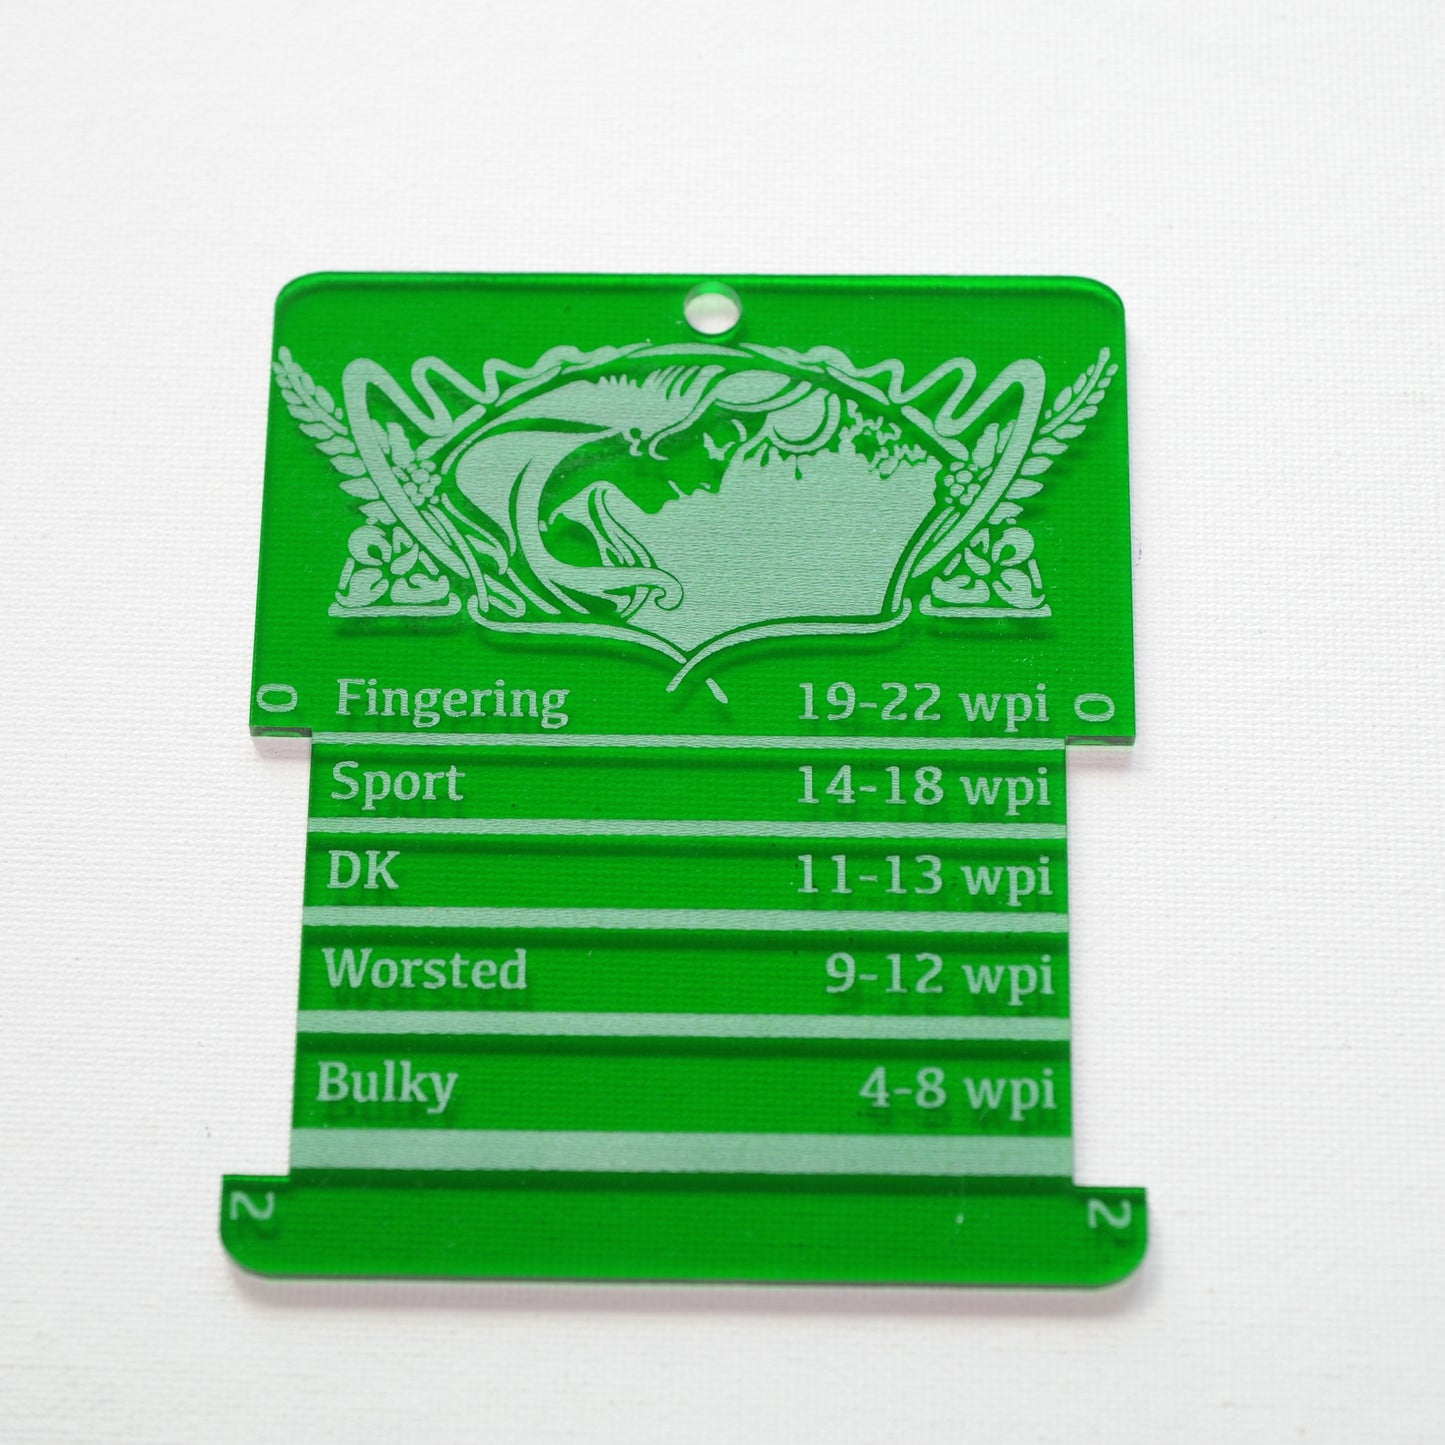 0 Fingering 19-22 wpi 0
Sport 14-18 wpi
DK 11-13 wpi
Worsted 9-12 wpi
Bulky 4-8 wpi
2 2